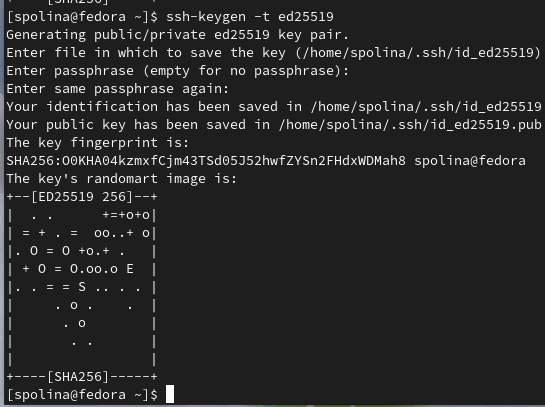 +----[SHA256]-----+
[spolina@fedora ~]$ ssh-keygen -t ed25519
Generating public/private ed25519 key pair.
Enter file in which to save the key (/home/spolina/.ssh/id_ed25519)
Enter passphrase (empty for no passphrase):
Enter same passphrase again:
Your identification has been saved in /home/spolina/.ssh/id_ed25519
Your public key has been saved in /home/spolina/.ssh/id_ed25519.pub
The key fingerprint is:
SHA256:O0KHA04kzmxfCjm43TSd05J52hwfZYSn2FHdxWDMah8 spolina@fedora
The key's randomart image is:
+--[ED25519 256]--+
|  . .      +=+o+o|
| = + . =  oo..+ o|
|. O = O +o.+ .   |
| + O = O.oo.o E  |
|. . = = S .. . . |
|     . o .    .  |
|      . o        |
|       . .       |
|                 |
+----[SHA256]-----+
[spolina@fedora ~]$